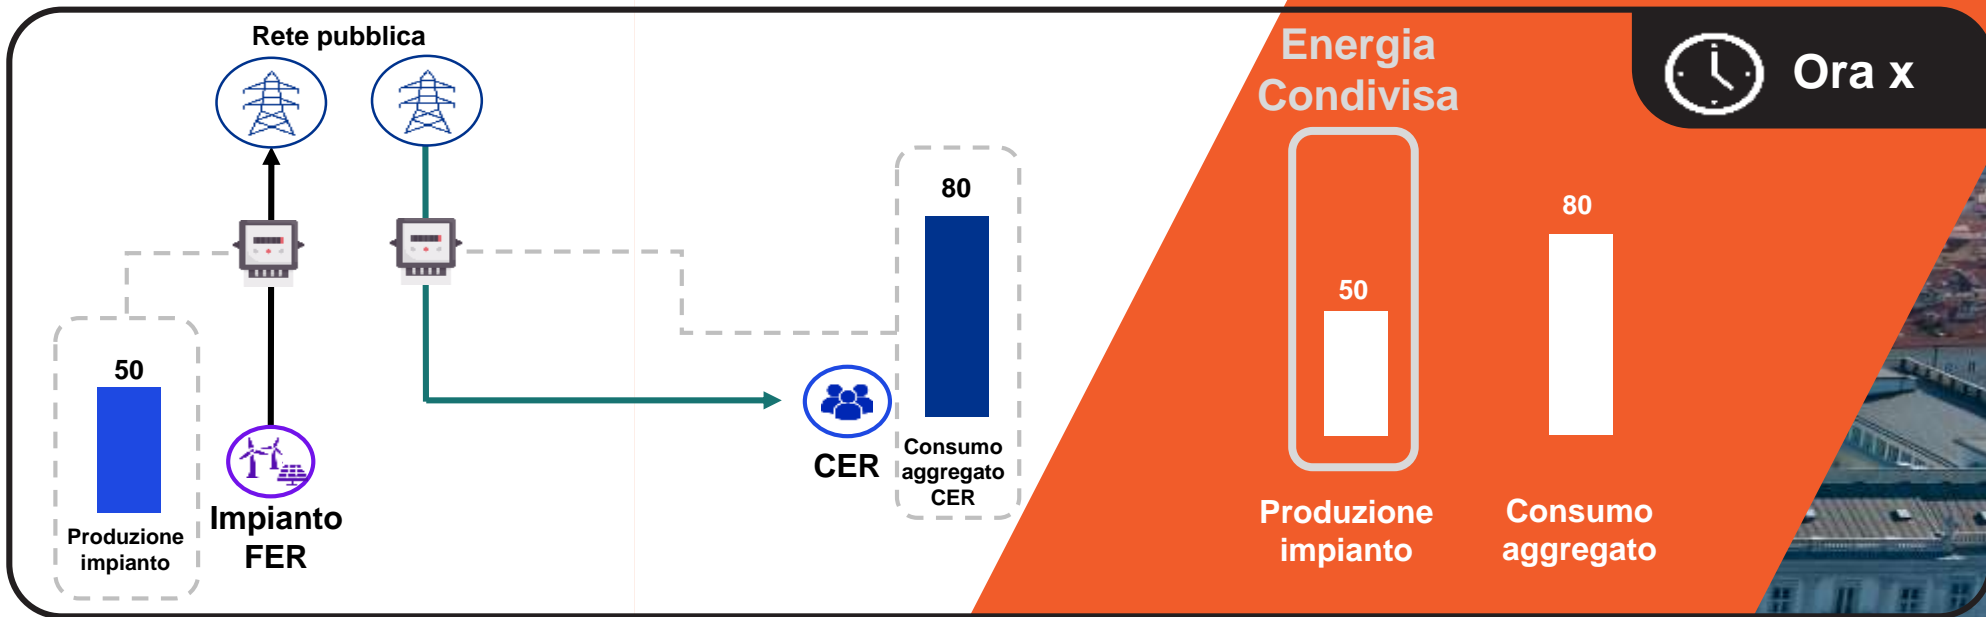 Rete pubblica
50
Produzione
impianto
Impianto
FER
CER
80
Consumo
aggregato
CER
Energia
Condivisa
50
Produzione
impianto
80
Consumo
aggregato
Ora x